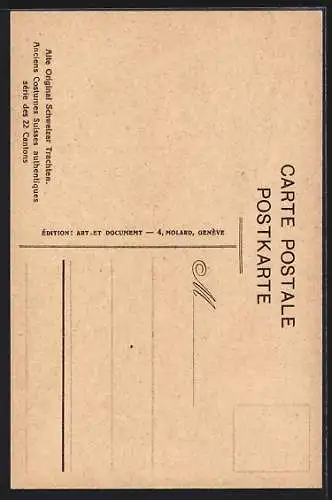 CARTE POSTALE
POSTKARTE
Alte Original Schweizer Trachten.
Anciens Costumes Suisses authentiques
série des 22 Cantons
ÉDITION: ART ET DOCUMENT — 4, MOLARD, GENÈVE
M